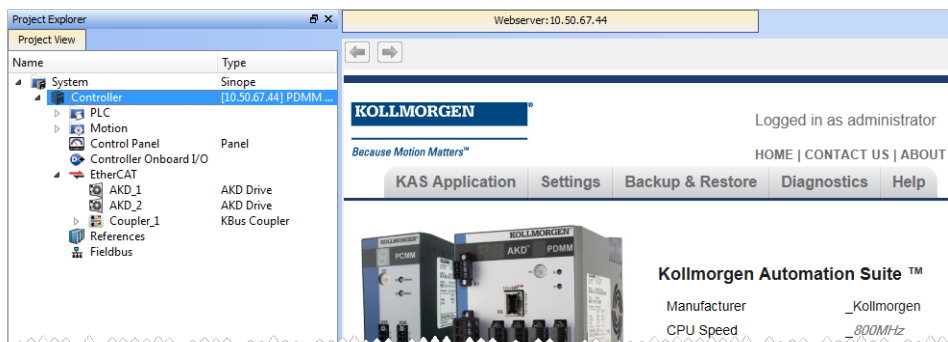 Project Explorer
Project View
Name Type
System Sinope
Controller [10.50.67.44] PDMM ...
PLC
Motion
Control Panel Panel
Controller Onboard I/O
EtherCAT
AKD_1 AKD Drive
AKD_2 AKD Drive
Coupler_1 KBus Coupler
References
Fieldbus
Webserver:10.50.67.44
KOLLMORGEN®
Because Motion Matters™
Logged in as administrator
HOME | CONTACT US | ABOUT
KAS Application Settings Backup & Restore Diagnostics Help
KOLLMORGEN
PCMM
KOLLMORGEN
AKD™ PDMM
Kollmorgen Automation Suite ™
Manufacturer _Kollmorgen
CPU Speed _800MHz